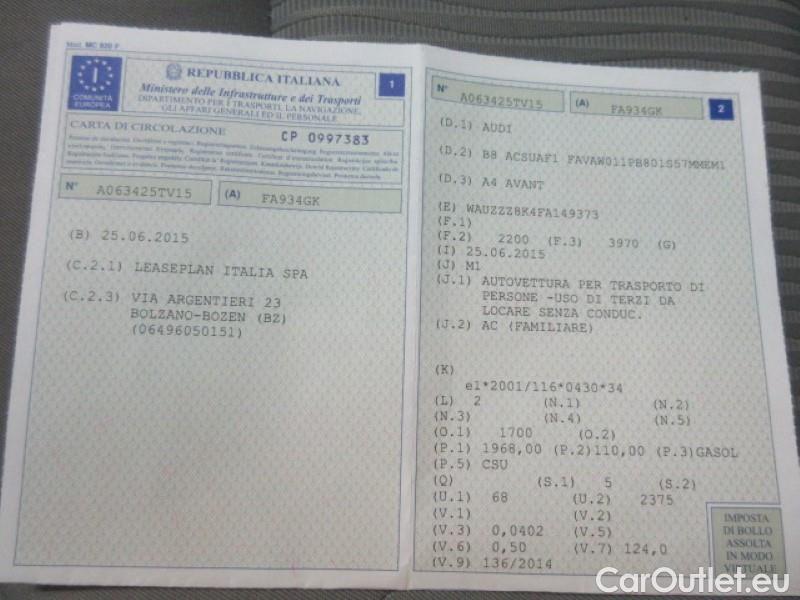 Mod. MC 820 F
I
COMUNITÀ
EUROPEA
REPUBBLICA ITALIANA
Ministero delle Infrastrutture e dei Trasporti
DIPARTIMENTO PER I TRASPORTI, LA NAVIGAZIONE,
GLI AFFARI GENERALI ED IL PERSONALE
1
CARTA DI CIRCOLAZIONE
CP 0997383
N° A063425TV15 (A) FA934GK
(B) 25.06.2015
(C.2.1) LEASEPLAN ITALIA SPA
(C.2.3) VIA ARGENTIERI 23
BOLZANO-BOZEN (BZ)
(06496050151)
N° A063425TV15 (A) FA934GK 2
(D.1) AUDI
(D.2) B8 ACSUAF1 FAVAW011PB801S57MMEM1
(D.3) A4 AVANT
(E) WAUZZZ8K4FA149373
(F.1)
(F.2) 2200 (F.3) 3970 (G)
(I) 25.06.2015
(J) M1
(J.1) AUTOVETTURA PER TRASPORTO DI
PERSONE -USO DI TERZI DA
LOCARE SENZA CONDUC.
(J.2) AC (FAMILIARE)
(K)
e1*2001/116*0430*34
(L) 2 (N.1) (N.2)
(N.3) (N.4) (N.5)
(O.1) 1700 (O.2)
(P.1) 1968,00 (P.2)110,00 (P.3)GASOL
(P.5) CSU
(Q) (S.1) 5 (S.2)
(U.1) 68 (U.2) 2375
(V.1) (V.2)
(V.3) 0,0402 (V.5)
(V.6) 0,50 (V.7) 124,0
(V.9) 136/2014
IMPOSTA
DI BOLLO
ASSOLTA
IN MODO
VIRTUALE
CarOutlet.eu